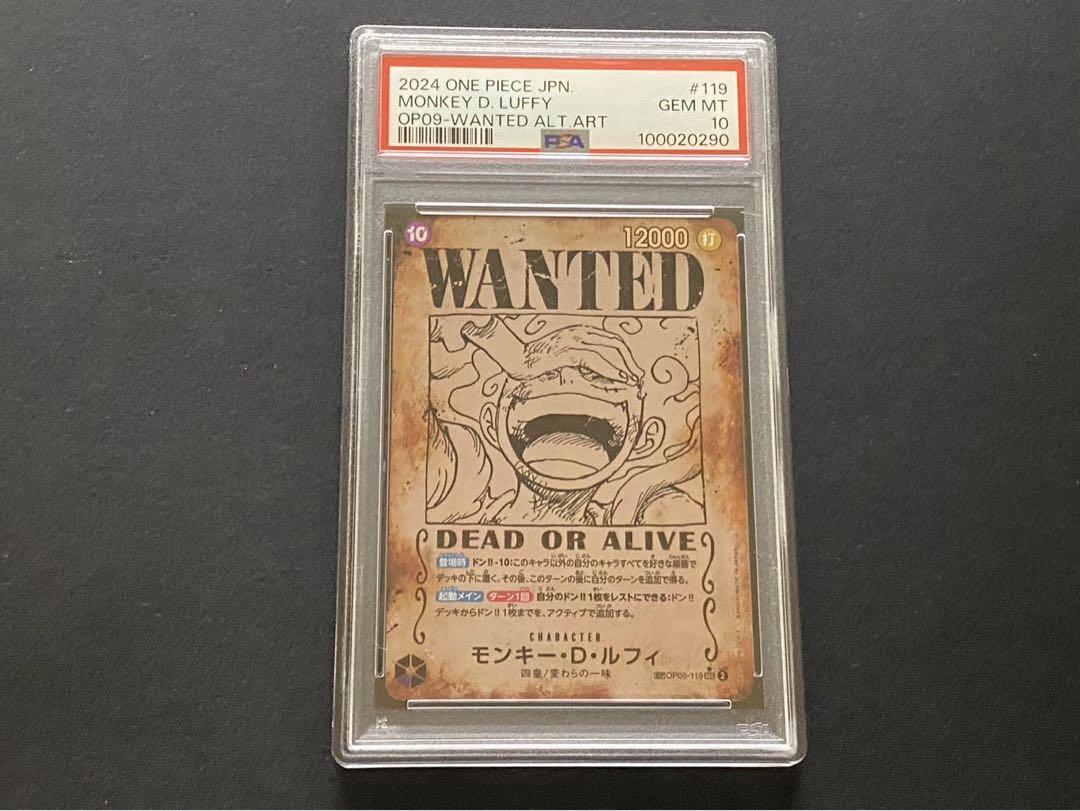 2024 ONE PIECE JPN. #119
MONKEY D. LUFFY GEM MT
OP09-WANTED ALT.ART 10
PSA 100020290
10 12000 打
WANTED
DEAD OR ALIVE
登場時 ドン!!-10:このキャラ以外の自分のキャラすべてを好きな順番で
デッキの下に置く。その後、このターンの後に自分のターンを追加で得る。
起動メイン ターン1回 自分のドン!!1枚をレストにできる:ドン!!
デッキからドン!!1枚までを、アクティブで追加する。
CHARACTER
モンキー・D・ルフィ
四皇/麦わらの一味
SP OP05-119 SEC 2
PSA